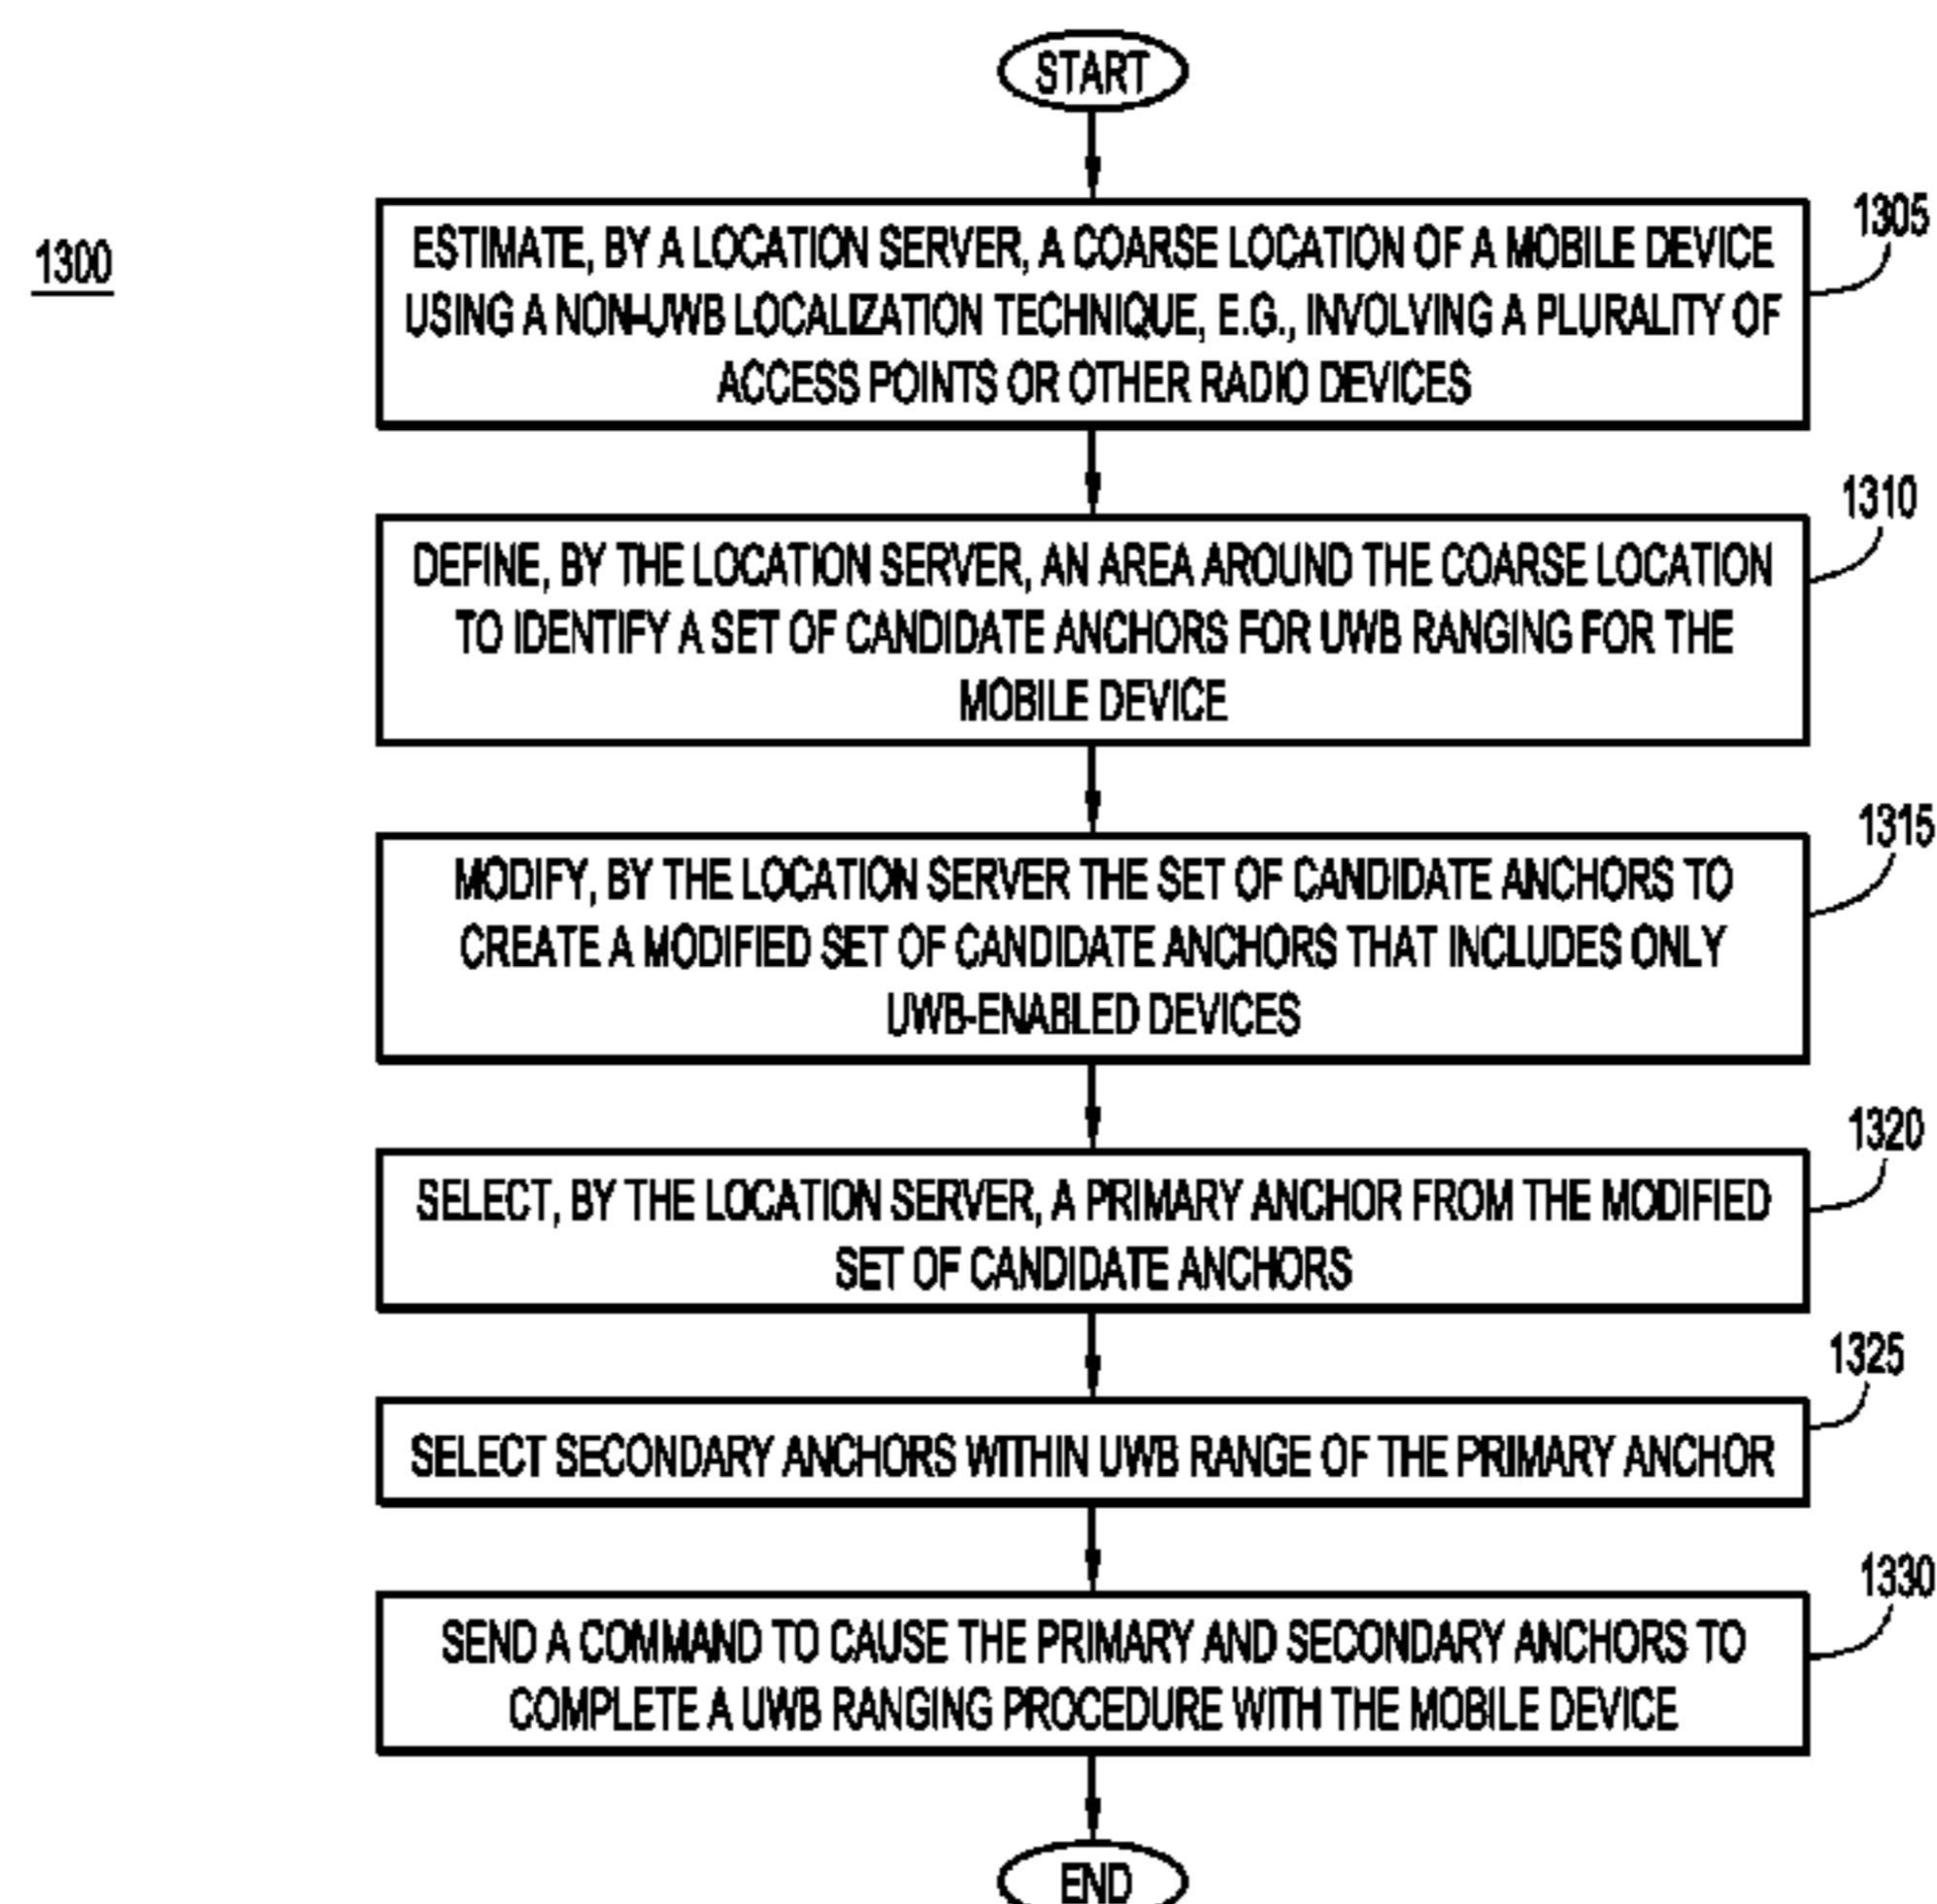 START
1300
1305
ESTIMATE, BY A LOCATION SERVER, A COARSE LOCATION OF A MOBILE DEVICE
USING A NON-UWB LOCALIZATION TECHNIQUE, E.G., INVOLVING A PLURALITY OF
ACCESS POINTS OR OTHER RADIO DEVICES
1310
DEFINE, BY THE LOCATION SERVER, AN AREA AROUND THE COARSE LOCATION
TO IDENTIFY A SET OF CANDIDATE ANCHORS FOR UWB RANGING FOR THE
MOBILE DEVICE
1315
MODIFY, BY THE LOCATION SERVER THE SET OF CANDIDATE ANCHORS TO
CREATE A MODIFIED SET OF CANDIDATE ANCHORS THAT INCLUDES ONLY
UWB-ENABLED DEVICES
1320
SELECT, BY THE LOCATION SERVER, A PRIMARY ANCHOR FROM THE MODIFIED
SET OF CANDIDATE ANCHORS
1325
SELECT SECONDARY ANCHORS WITHIN UWB RANGE OF THE PRIMARY ANCHOR
1330
SEND A COMMAND TO CAUSE THE PRIMARY AND SECONDARY ANCHORS TO
COMPLETE A UWB RANGING PROCEDURE WITH THE MOBILE DEVICE
END